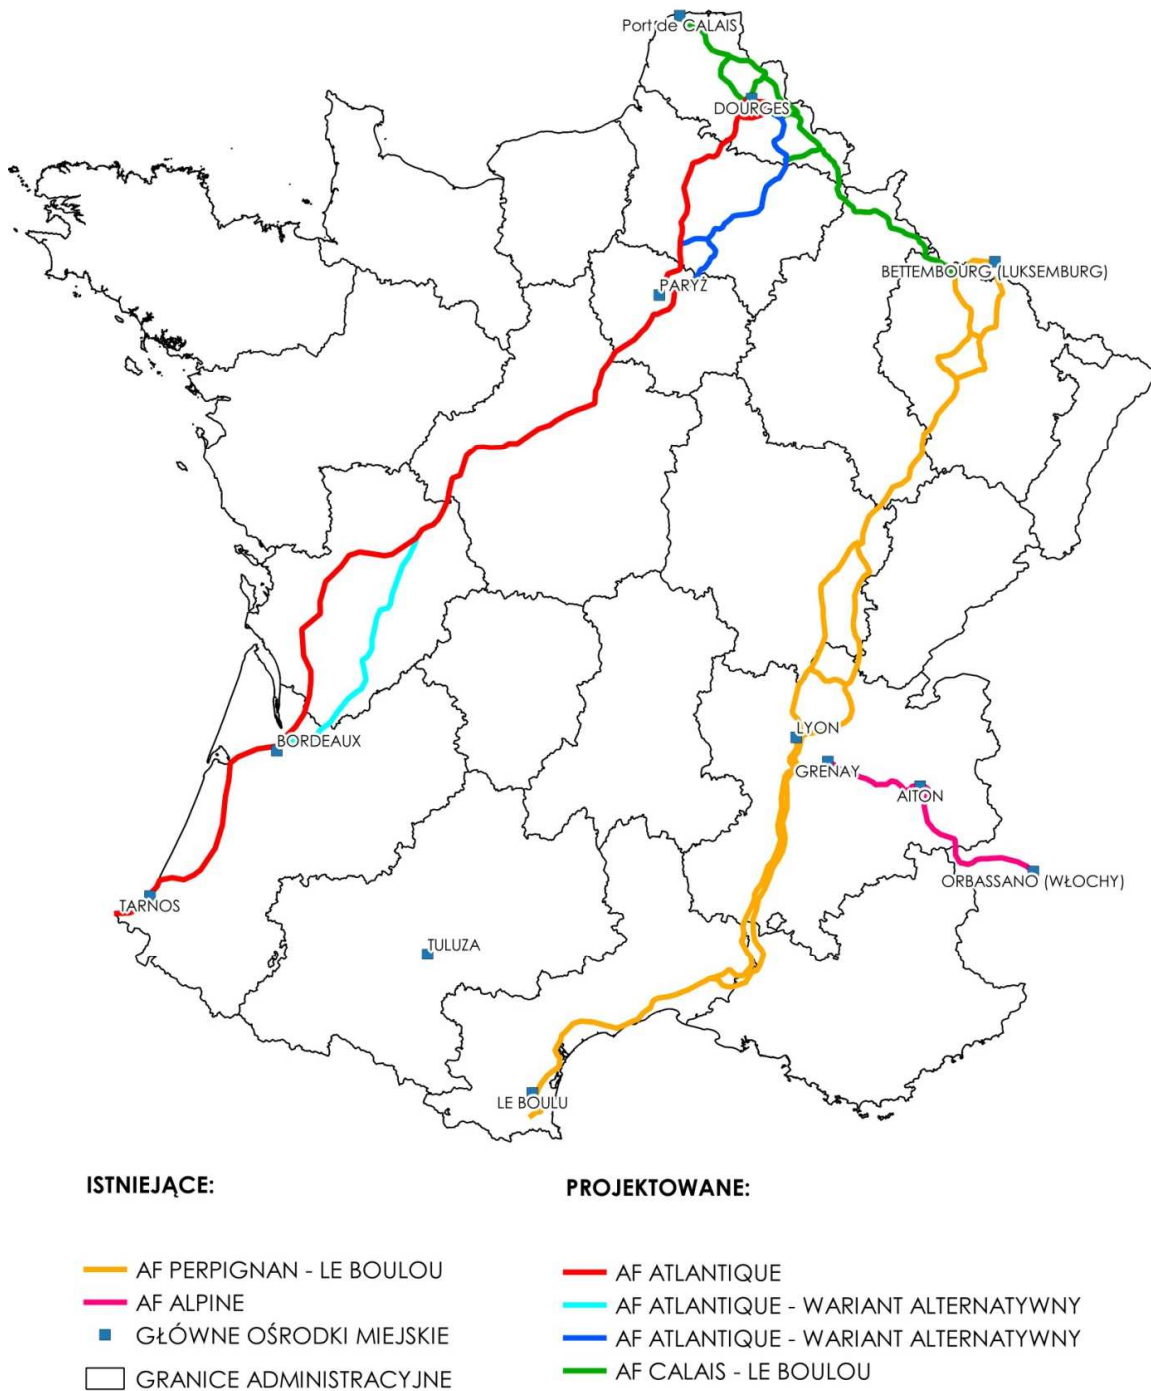 Port de CALAIS
DOURGES
BETTEMBOURG (LUKSEMBURG)
PARYŻ
LYON
BORDEAUX
GRENAY
AITON
ORBASSANO (WŁOCHY)
TARNOS
TULUZA
LE BOULU
ISTNIEJĄCE:
AF PERPIGNAN - LE BOULOU
AF ALPINE
GŁÓWNE OŚRODKI MIEJSKIE
GRANICE ADMINISTRACYJNE
PROJEKTOWANE:
AF ATLANTIQUE
AF ATLANTIQUE - WARIANT ALTERNATYWNY
AF ATLANTIQUE - WARIANT ALTERNATYWNY
AF CALAIS - LE BOULOU